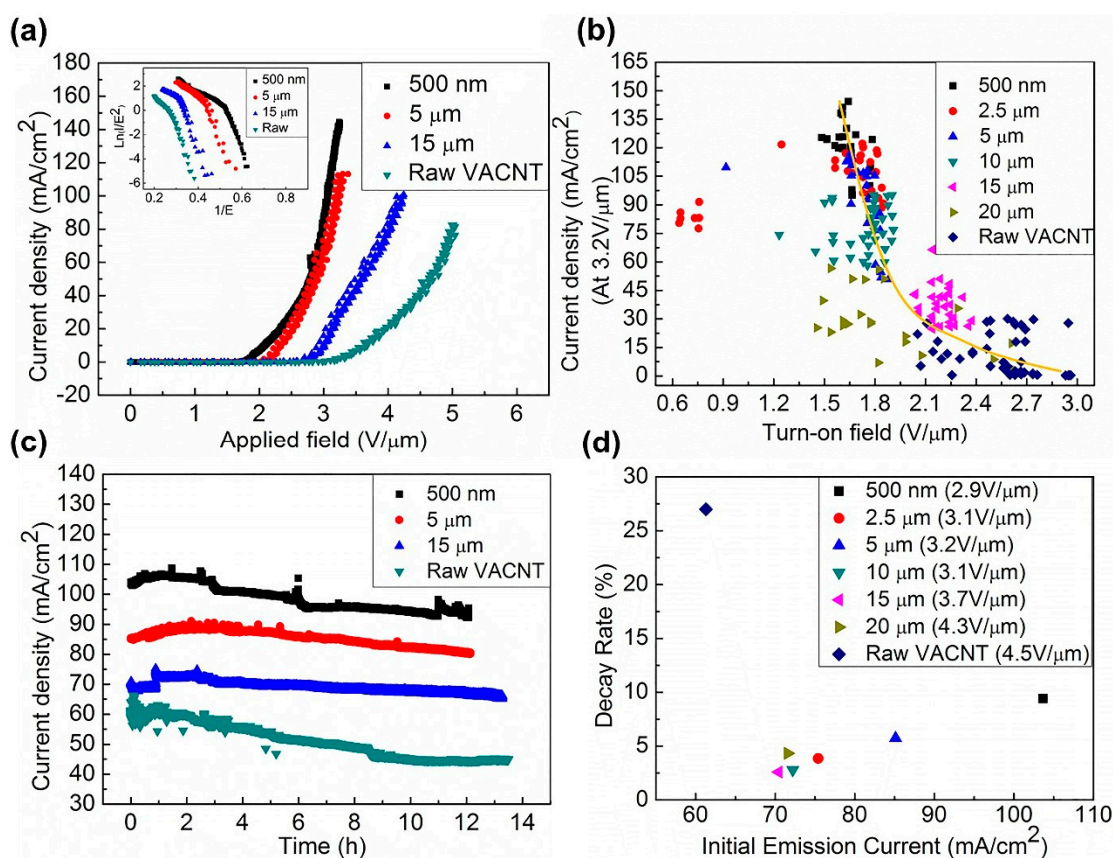 (a)
180
160
140
120
100
80
60
40
20
0
-20
0 1 2 3 4 5 6
Current density (mA/cm²)
Applied field (V/μm)
500 nm
5 μm
15 μm
Raw VACNT
2
0
-2
-4
-6
0.2 0.4 0.6 0.8
LnI/E²
1/E
500 nm
5 μm
15 μm
Raw
(b)
165
150
135
120
105
90
75
60
45
30
15
0
0.6 0.9 1.2 1.5 1.8 2.1 2.4 2.7 3.0
Current density (mA/cm²)
(At 3.2V/μm)
Turn-on field (V/μm)
500 nm
2.5 μm
5 μm
10 μm
15 μm
20 μm
Raw VACNT
(c)
140
130
120
110
100
90
80
70
60
50
40
30
0 2 4 6 8 10 12 14
Current density (mA/cm²)
Time (h)
500 nm
5 μm
15 μm
Raw VACNT
(d)
30
25
20
15
10
5
0
60 70 80 90 100 110
Decay Rate (%)
Initial Emission Current (mA/cm²)
500 nm (2.9V/μm)
2.5 μm (3.1V/μm)
5 μm (3.2V/μm)
10 μm (3.1V/μm)
15 μm (3.7V/μm)
20 μm (4.3V/μm)
Raw VACNT (4.5V/μm)